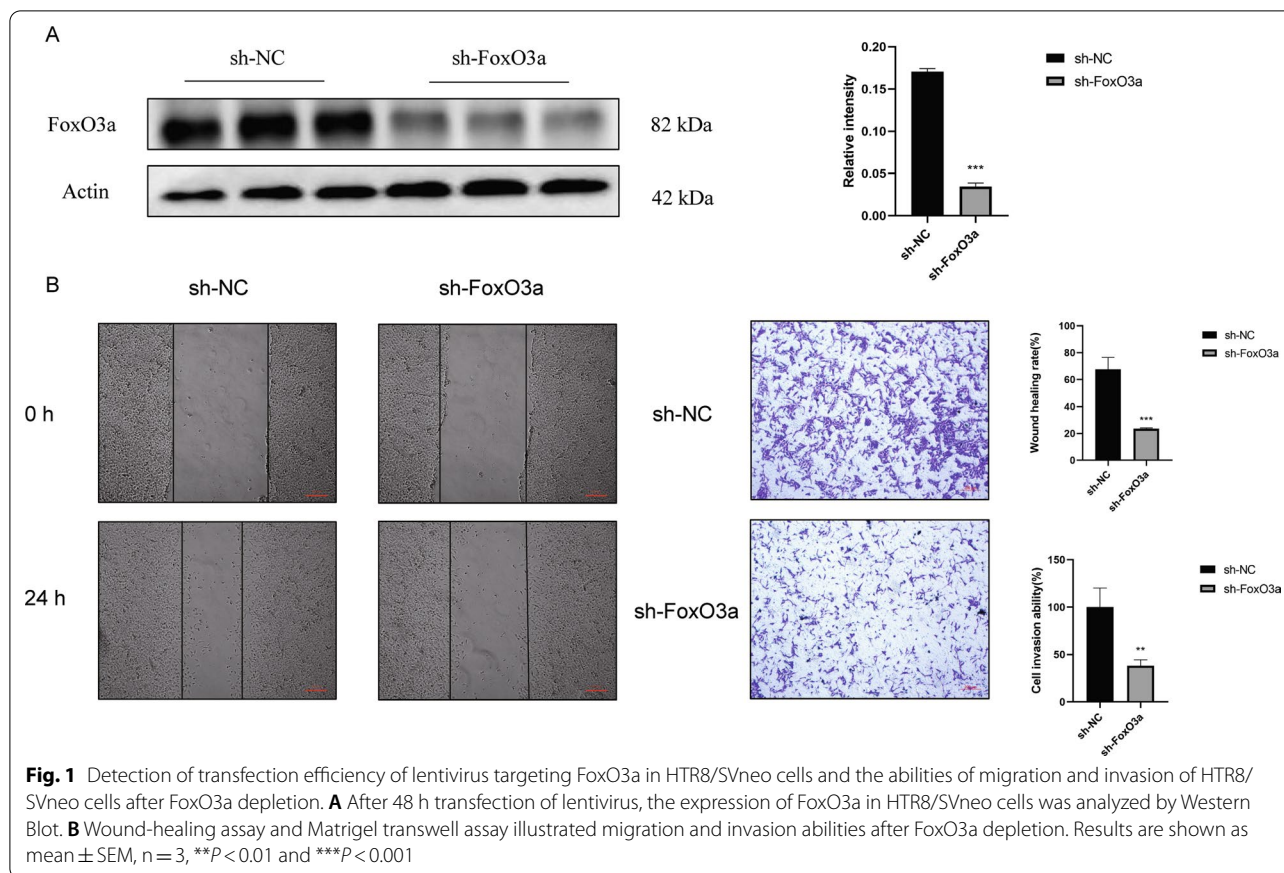 A
sh-NC
sh-FoxO3a
FoxO3a
82 kDa
Actin
42 kDa
Relative intensity
0.20
0.15
0.10
0.05
0.00
***
sh-NC
sh-FoxO3a
sh-NC
sh-FoxO3a
B
sh-NC
sh-FoxO3a
0 h
24 h
sh-NC
sh-FoxO3a
Wound healing rate(%)
100
80
60
40
20
0
***
sh-NC
sh-FoxO3a
sh-NC
sh-FoxO3a
Cell invasion ability(%)
150
100
50
0
**
sh-NC
sh-FoxO3a
sh-NC
sh-FoxO3a
Fig. 1 Detection of transfection efficiency of lentivirus targeting FoxO3a in HTR8/SVneo cells and the abilities of migration and invasion of HTR8/
SVneo cells after FoxO3a depletion. A After 48 h transfection of lentivirus, the expression of FoxO3a in HTR8/SVneo cells was analyzed by Western
Blot. B Wound-healing assay and Matrigel transwell assay illustrated migration and invasion abilities after FoxO3a depletion. Results are shown as
mean ± SEM, n = 3, **P < 0.01 and ***P < 0.001